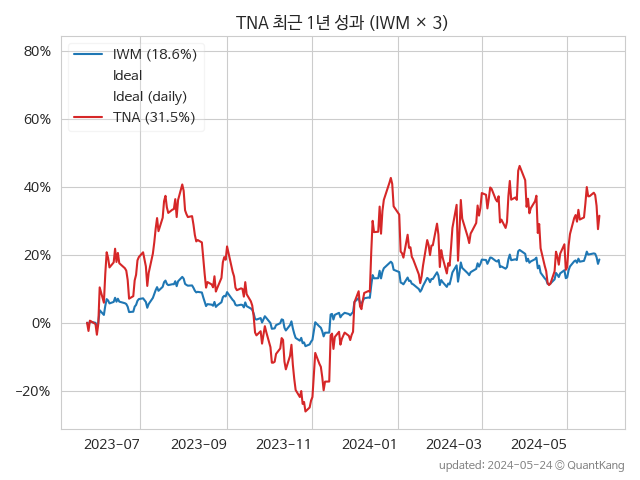 TNA 최근 1년 성과 (IWM × 3)
IWM (18.6%)
Ideal
Ideal (daily)
TNA (31.5%)
80%
60%
40%
20%
0%
−20%
2023−07
2023−09
2023−11
2024−01
2024−03
2024−05
updated: 2024−05−24 © QuantKang